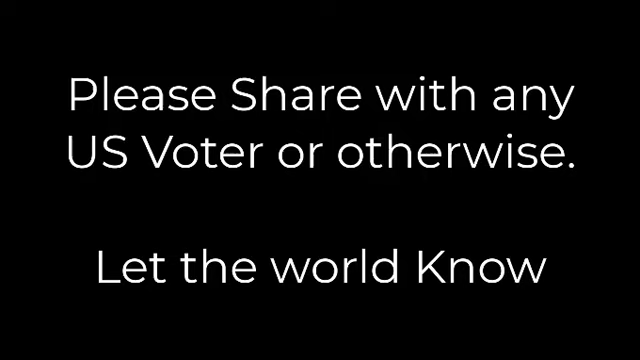 Please Share with any
US Voter or otherwise.
Let the world Know